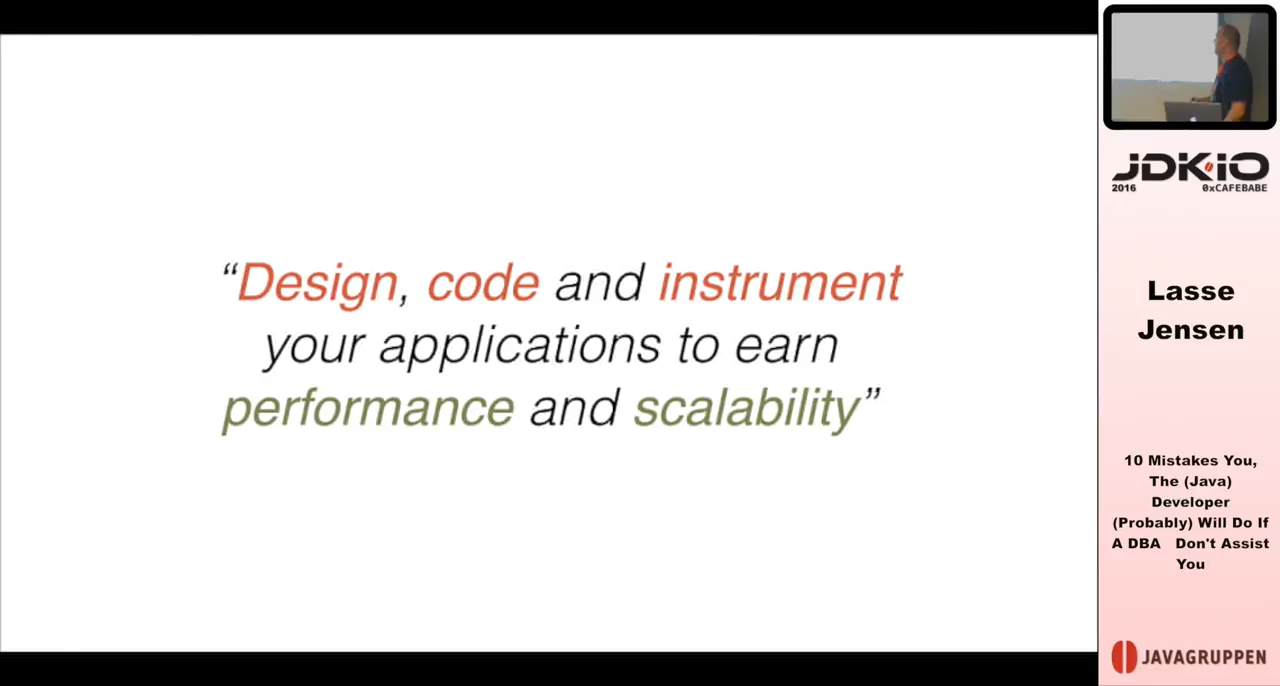 “Design, code and instrument
your applications to earn
performance and scalability”
JDK·IO
2016 0xCAFEBABE
Lasse
Jensen
10 Mistakes You,
The (Java)
Developer
(Probably) Will Do If
A DBA Don't Assist
You
JAVAGRUPPEN